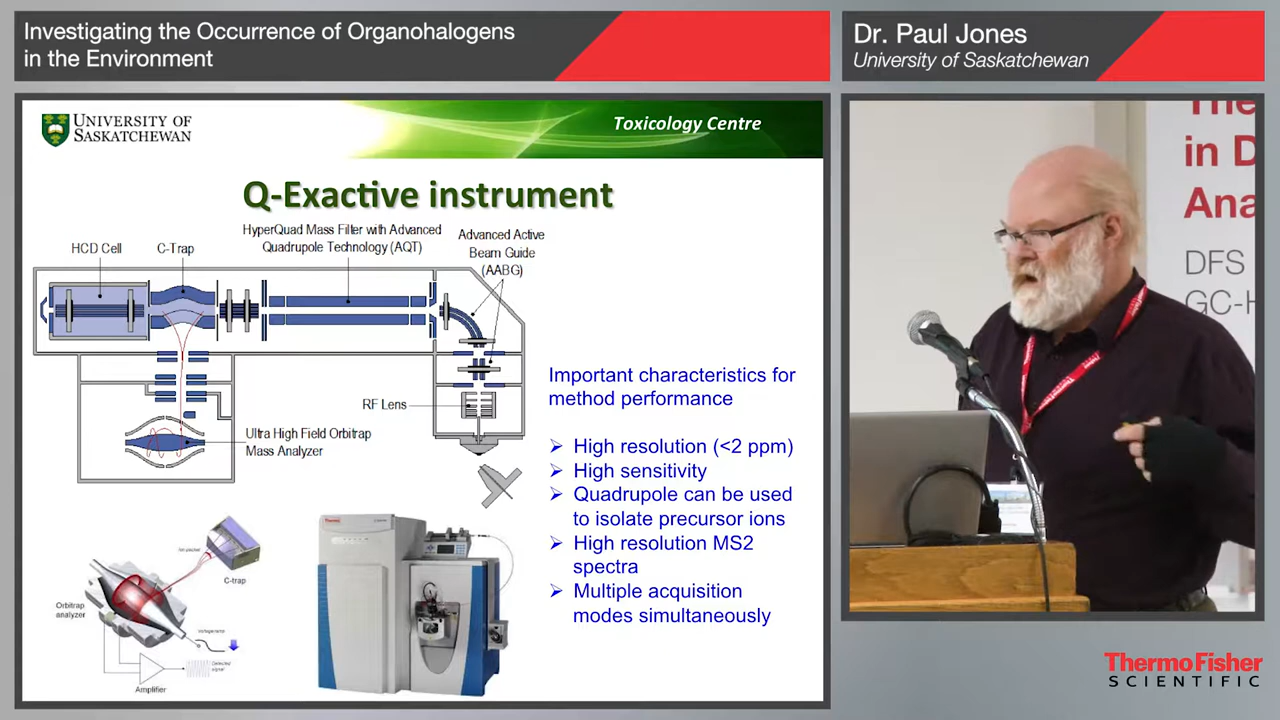 Investigating the Occurrence of Organohalogens
in the Environment
Dr. Paul Jones
University of Saskatchewan
UNIVERSITY OF
SASKATCHEWAN
Toxicology Centre
Q-Exactive instrument
HCD Cell
C-Trap
HyperQuad Mass Filter with Advanced
Quadrupole Technology (AQT)
Advanced Active
Beam Guide
(AABG)
RF Lens
Ultra High Field Orbitrap
Mass Analyzer
Important characteristics for
method performance
➢ High resolution (<2 ppm)
➢ High sensitivity
➢ Quadrupole can be used
to isolate precursor ions
➢ High resolution MS2
spectra
➢ Multiple acquisition
modes simultaneously
Ion packet
C-trap
Orbitrap
analyzer
Voltage ramp
Detected
signal
Amplifier
Thermo
in D
Ana
DFS
GC-H
ThermoFisher
SCIENTIFIC